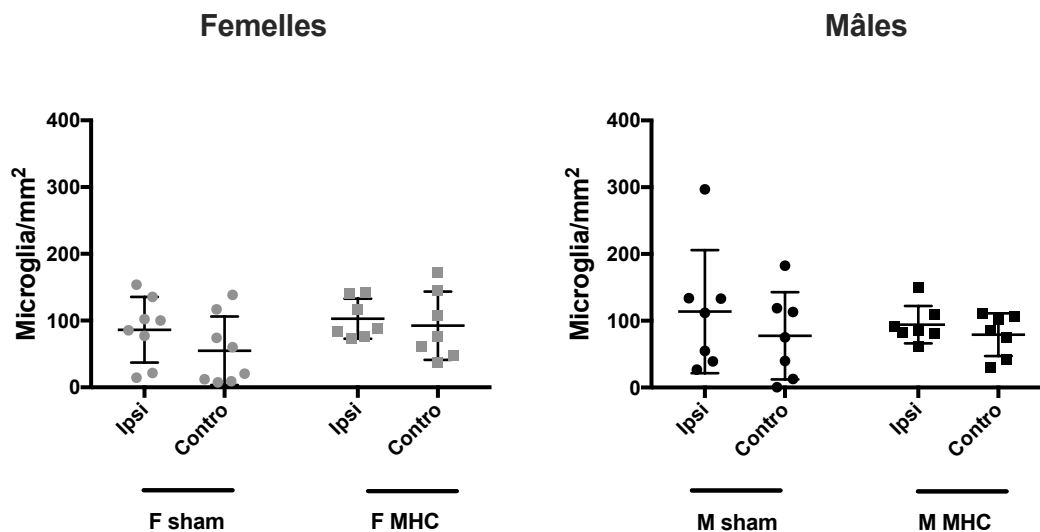 Femelles
Microglia/mm²
400
300
200
100
0
Ipsi
Contro
Ipsi
Contro
F sham
F MHC
Mâles
Microglia/mm²
400
300
200
100
0
Ipsi
Contro
Ipsi
Contro
M sham
M MHC